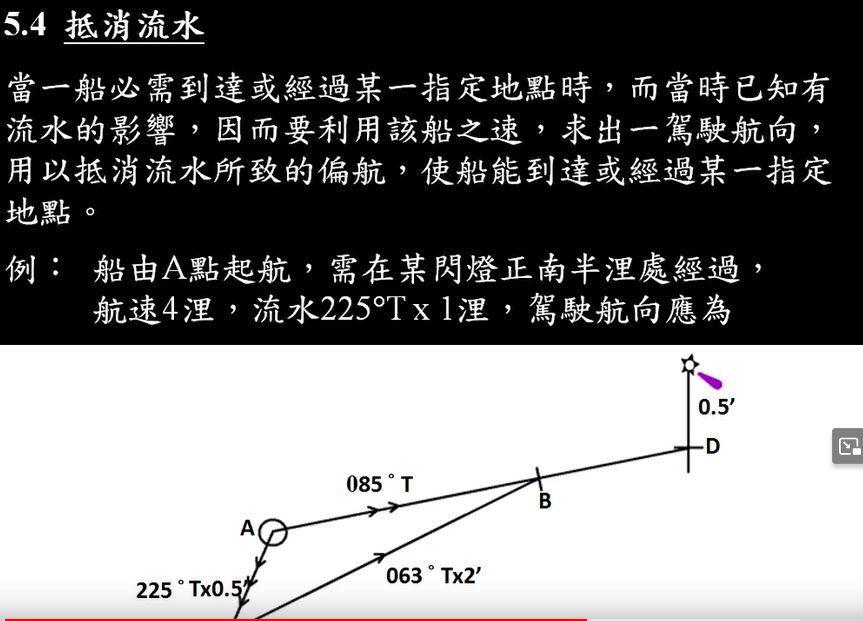 5.4 抵消流水
當一船必需到達或經過某一指定地點時，而當時已知有
流水的影響，因而要利用該船之速，求出一駕駛航向，
用以抵消流水所致的偏航，使船能到達或經過某一指定
地點。
例： 船由A點起航，需在某閃燈正南半浬處經過，
航速4浬，流水225°T x 1浬，駕駛航向應為
0.5′
D
085°T
B
A
063°Tx2′
225°Tx0.5′